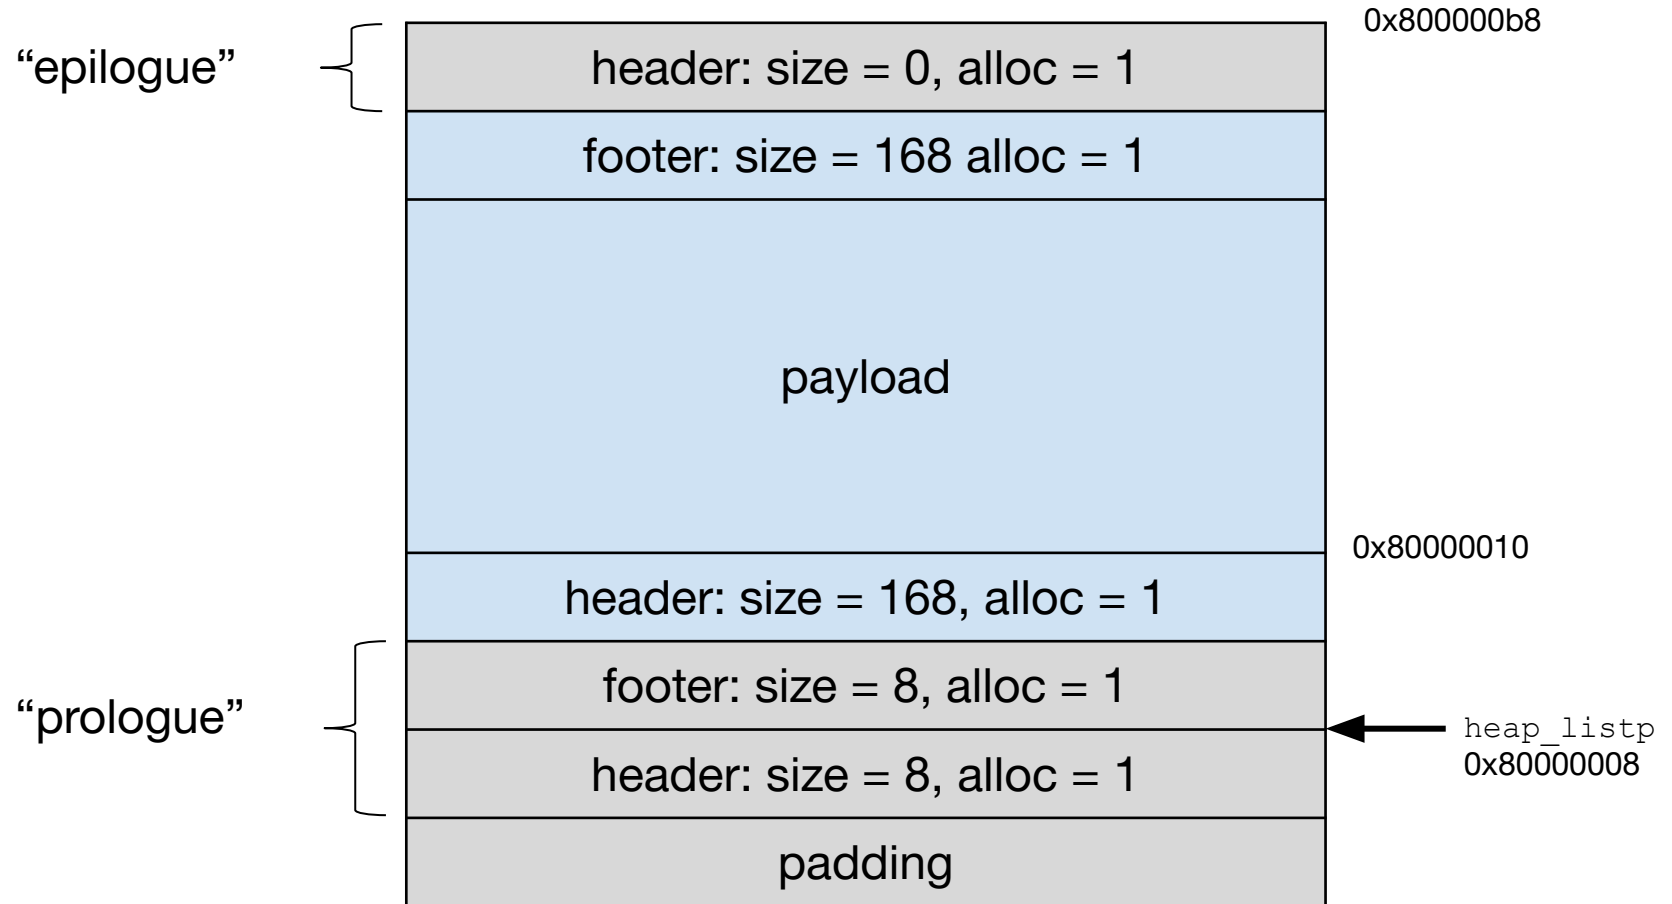 0x800000b8
“epilogue”
header: size = 0, alloc = 1
footer: size = 168 alloc = 1
payload
0x80000010
header: size = 168, alloc = 1
footer: size = 8, alloc = 1
“prologue”
heap_listp
0x80000008
header: size = 8, alloc = 1
padding